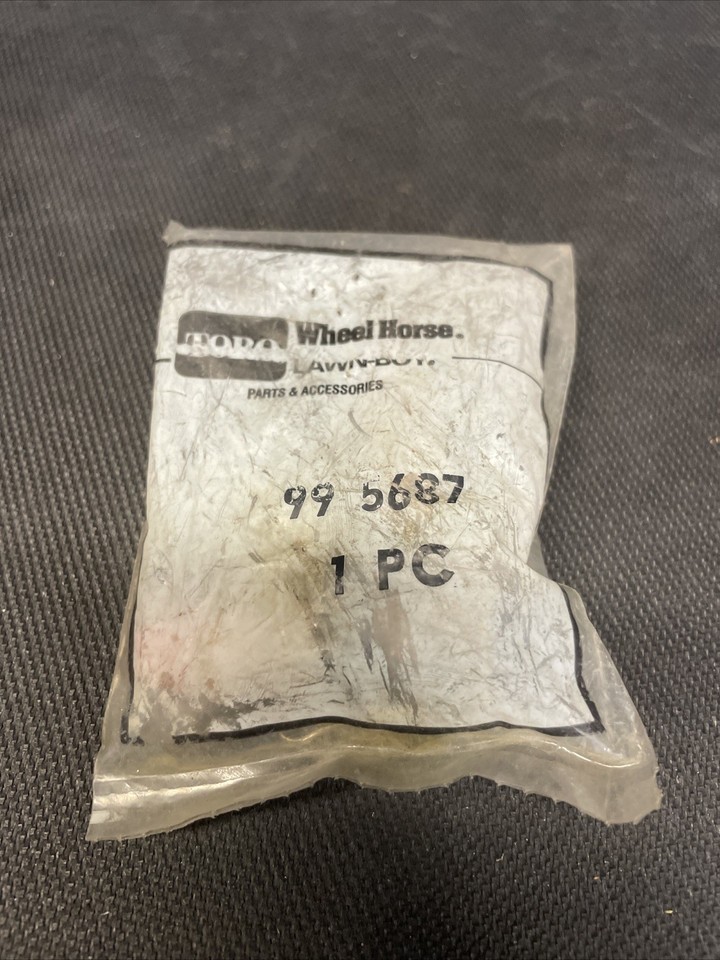 TORO Wheel Horse®
LAWN-BOY®
PARTS & ACCESSORIES
99 5687
1 PC